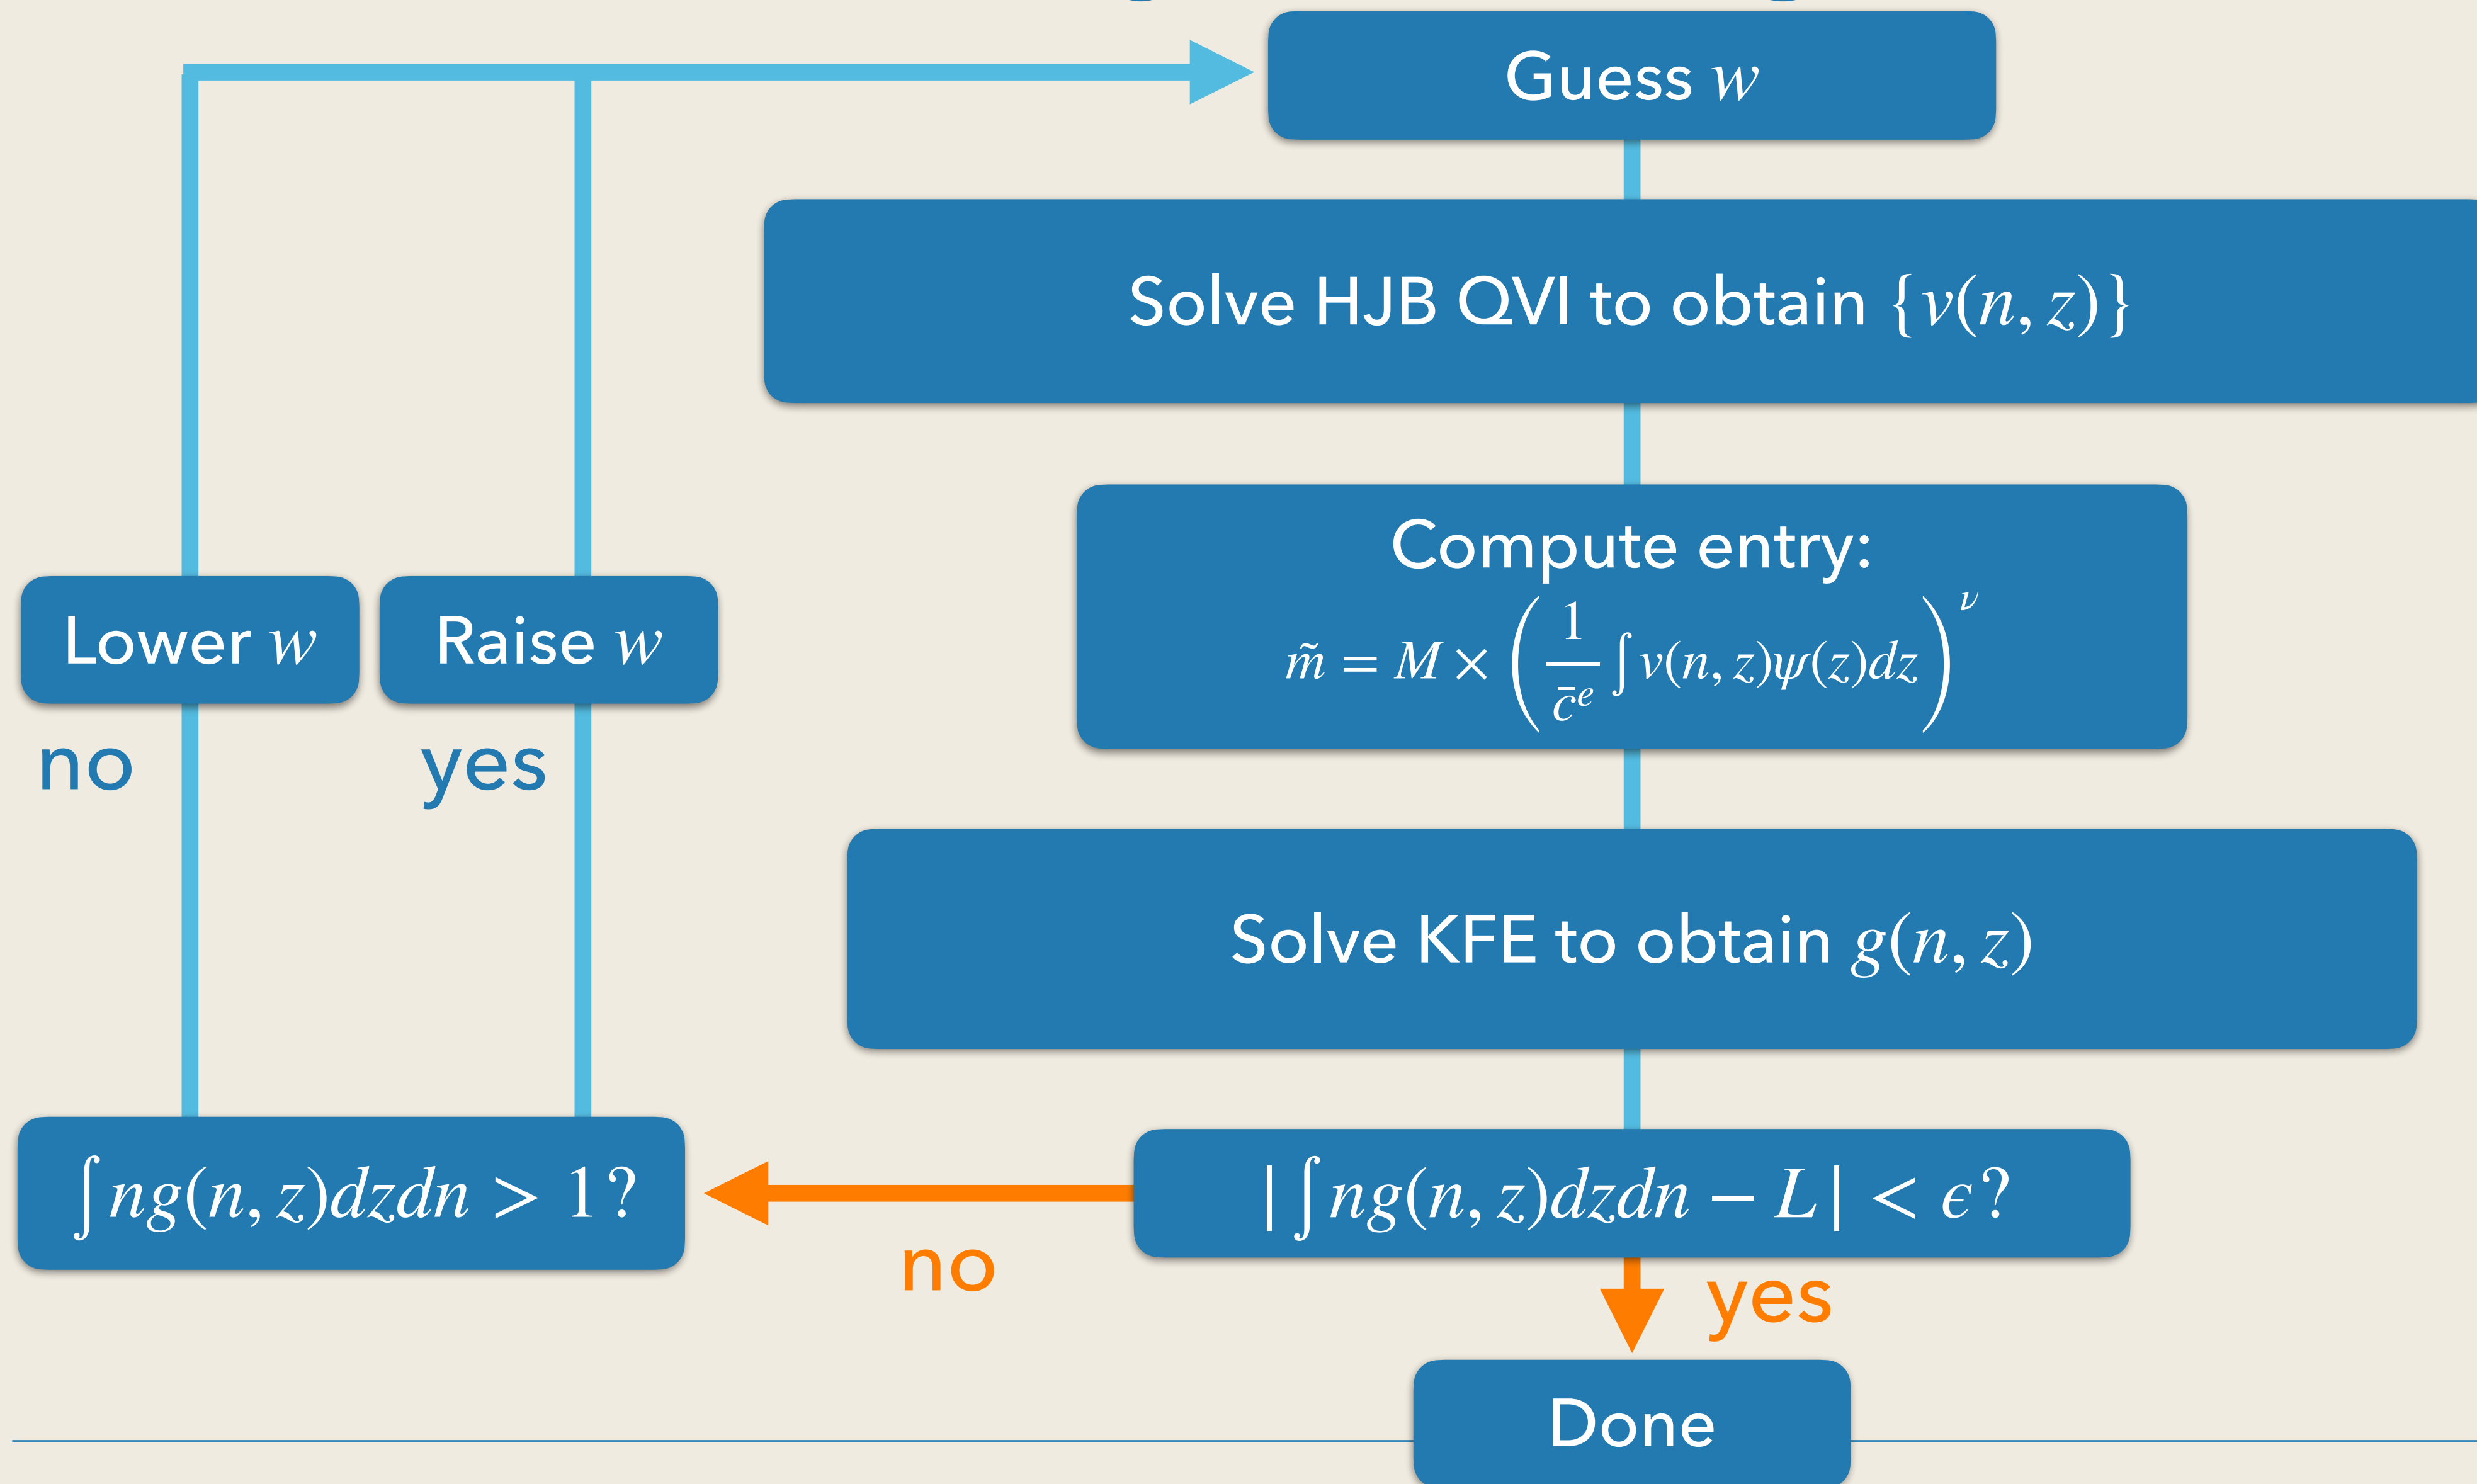 Guess w
Solve HJB QVI to obtain {v(n, z)}
Compute entry:
m̃ = M × (1/c̄ᵉ ∫ v(n, z)ψ(z)dz)^ν
Lower w
Raise w
no
yes
Solve KFE to obtain g(n, z)
∫ng(n, z)dzdn > 1?
|∫ng(n, z)dzdn − L| < ϵ?
no
yes
Done